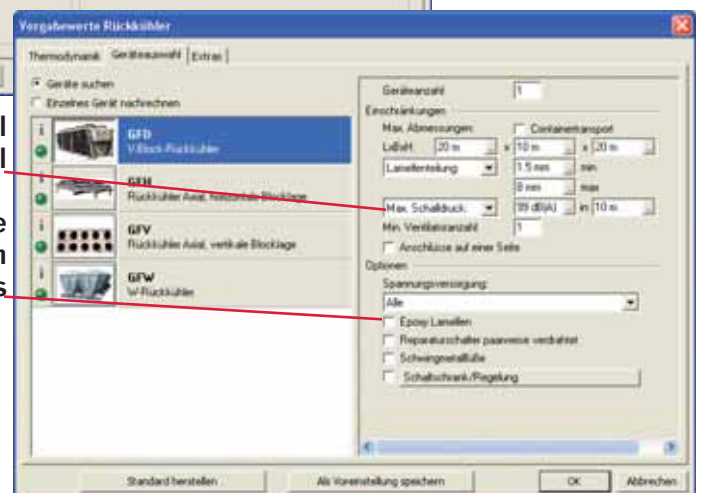 Vorgabewerte Rückkühler
Thermodynamik Geräteauswahl Extras
Geräte suchen
Einzelnes Gerät nachrechnen
GFD
V-Block-Rückkühler
GFH
Rückkühler Axial, horizontale Blocklage
GFV
Rückkühler Axial, vertikale Blocklage
GFW
W-Rückkühler
Geräteanzahl 1
Einschränkungen
Max. Abmessungen: Containertransport
LxBxH: 20 m x 10 m x 20 m
Lamellenteilung 1.5 mm min
8 mm max
Max. Schalldruck: 99 dB(A) in 10 m
Min. Ventilatoranzahl 1
Anschlüsse auf einer Seite
Optionen
Spannungsversorgung:
Alle
Epoxy Lamellen
Reparaturschalter paarweise verdrahtet
Schwingmetallfüße
Schaltschrank/Regelung
Standard herstellen Als Voreinstellung speichern OK Abbrechen
l
l
e
n
s